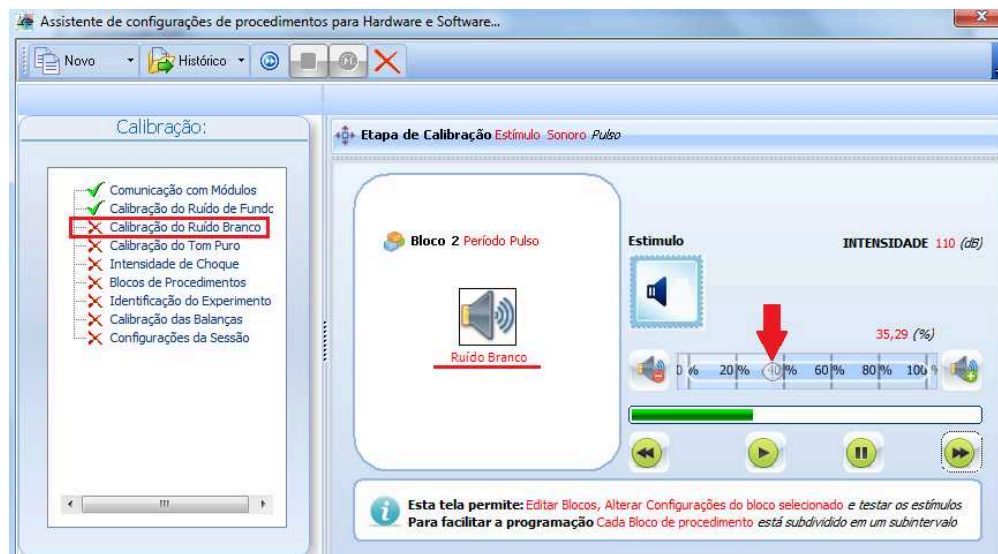 Assistente de configurações de procedimentos para Hardware e Software...
Novo Histórico
Calibração:
Etapa de Calibração Estímulo Sonoro Pulso
Comunicação com Módulos
Calibração do Ruído de Fundo
Calibração do Ruído Branco
Calibração do Tom Puro
Intensidade de Choque
Blocos de Procedimentos
Identificação do Experimento
Calibração das Balanças
Configurações da Sessão
Bloco 2 Período Pulso
Ruído Branco
Estimulo
INTENSIDADE 110 (dB)
35,29 (%)
0 % 20 % 40 % 60 % 80 % 100 %
Esta tela permite: Editar Blocos, Alterar Configurações do bloco selecionado e testar os estímulos
Para facilitar a programação Cada Bloco de procedimento está subdividido em um subintervalo